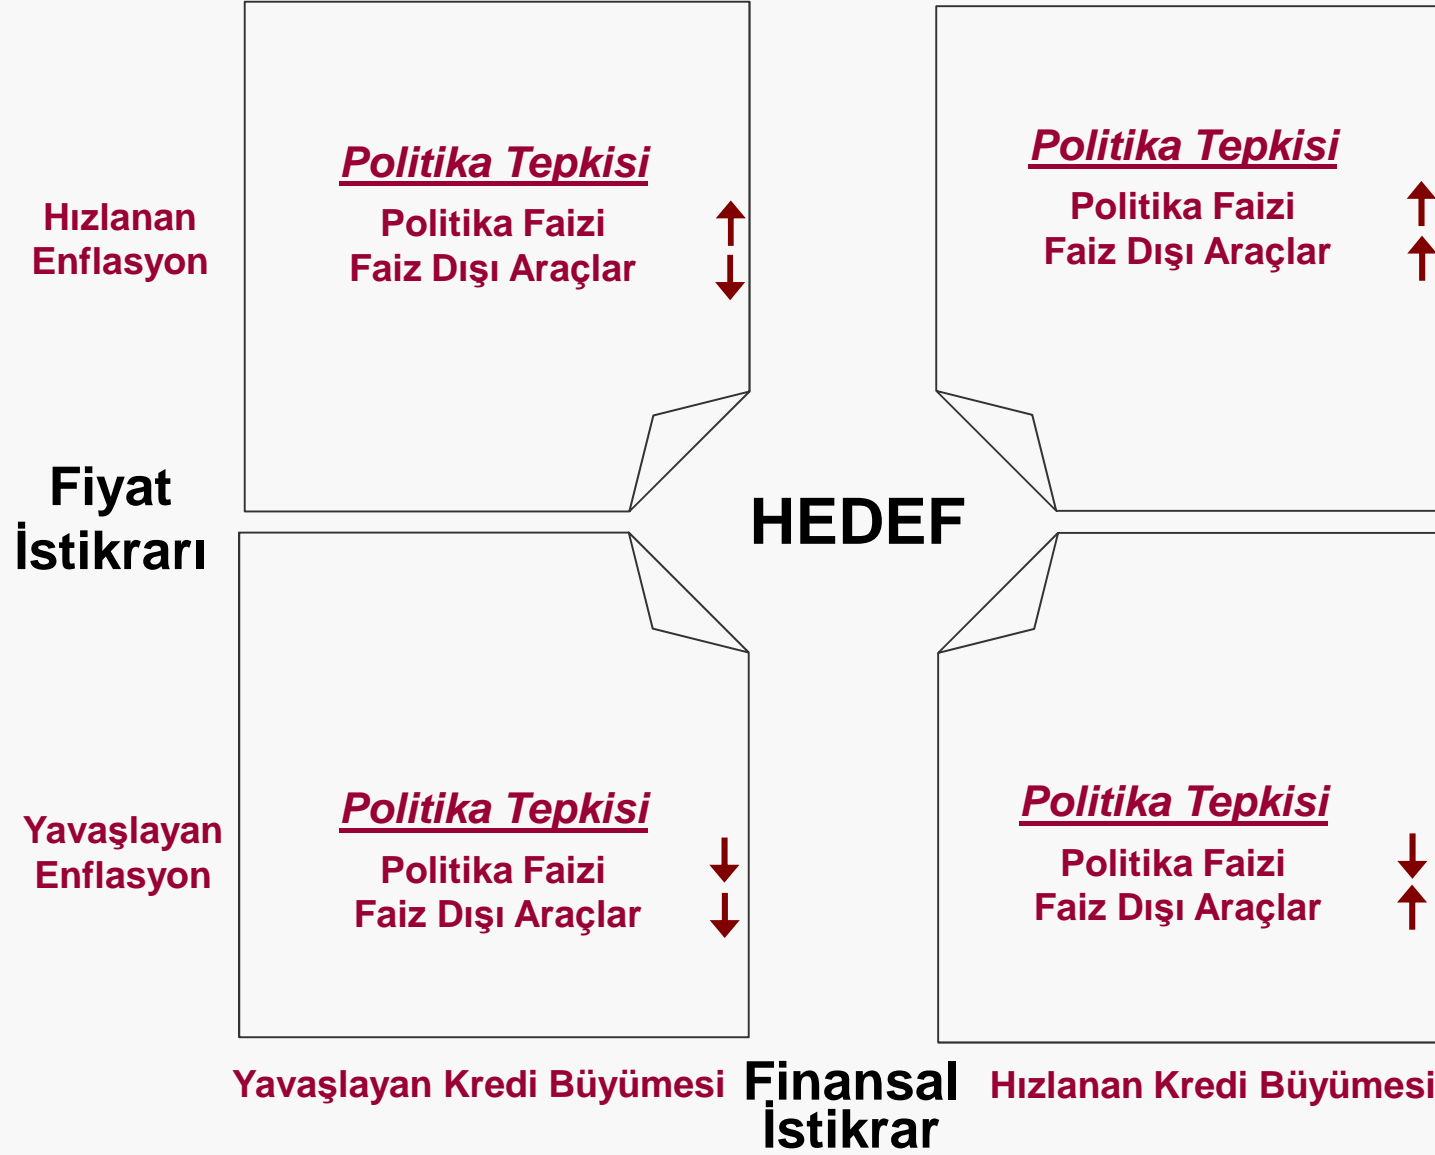 Politika Tepkisi
Politika Faizi
Faiz Dışı Araçlar
Politika Tepkisi
Politika Faizi
Faiz Dışı Araçlar
Hızlanan
Enflasyon
Fiyat
İstikrarı
HEDEF
Yavaşlayan
Enflasyon
Politika Tepkisi
Politika Faizi
Faiz Dışı Araçlar
Politika Tepkisi
Politika Faizi
Faiz Dışı Araçlar
Yavaşlayan Kredi Büyümesi
Finansal
İstikrar
Hızlanan Kredi Büyümesi